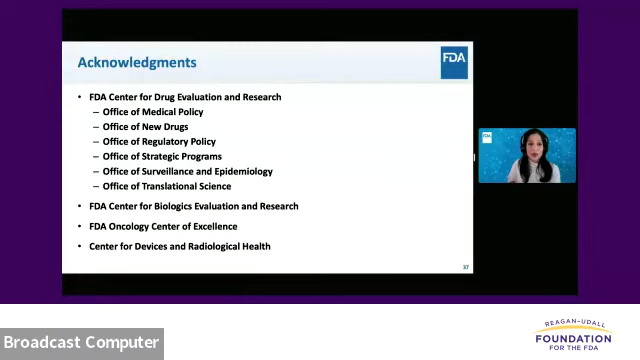 Acknowledgments
FDA
• FDA Center for Drug Evaluation and Research
– Office of Medical Policy
– Office of New Drugs
– Office of Regulatory Policy
– Office of Strategic Programs
– Office of Surveillance and Epidemiology
– Office of Translational Science
• FDA Center for Biologics Evaluation and Research
• FDA Oncology Center of Excellence
• Center for Devices and Radiological Health
37
FDA
Broadcast Computer
REAGAN-UDALL
FOUNDATION
FOR THE FDA